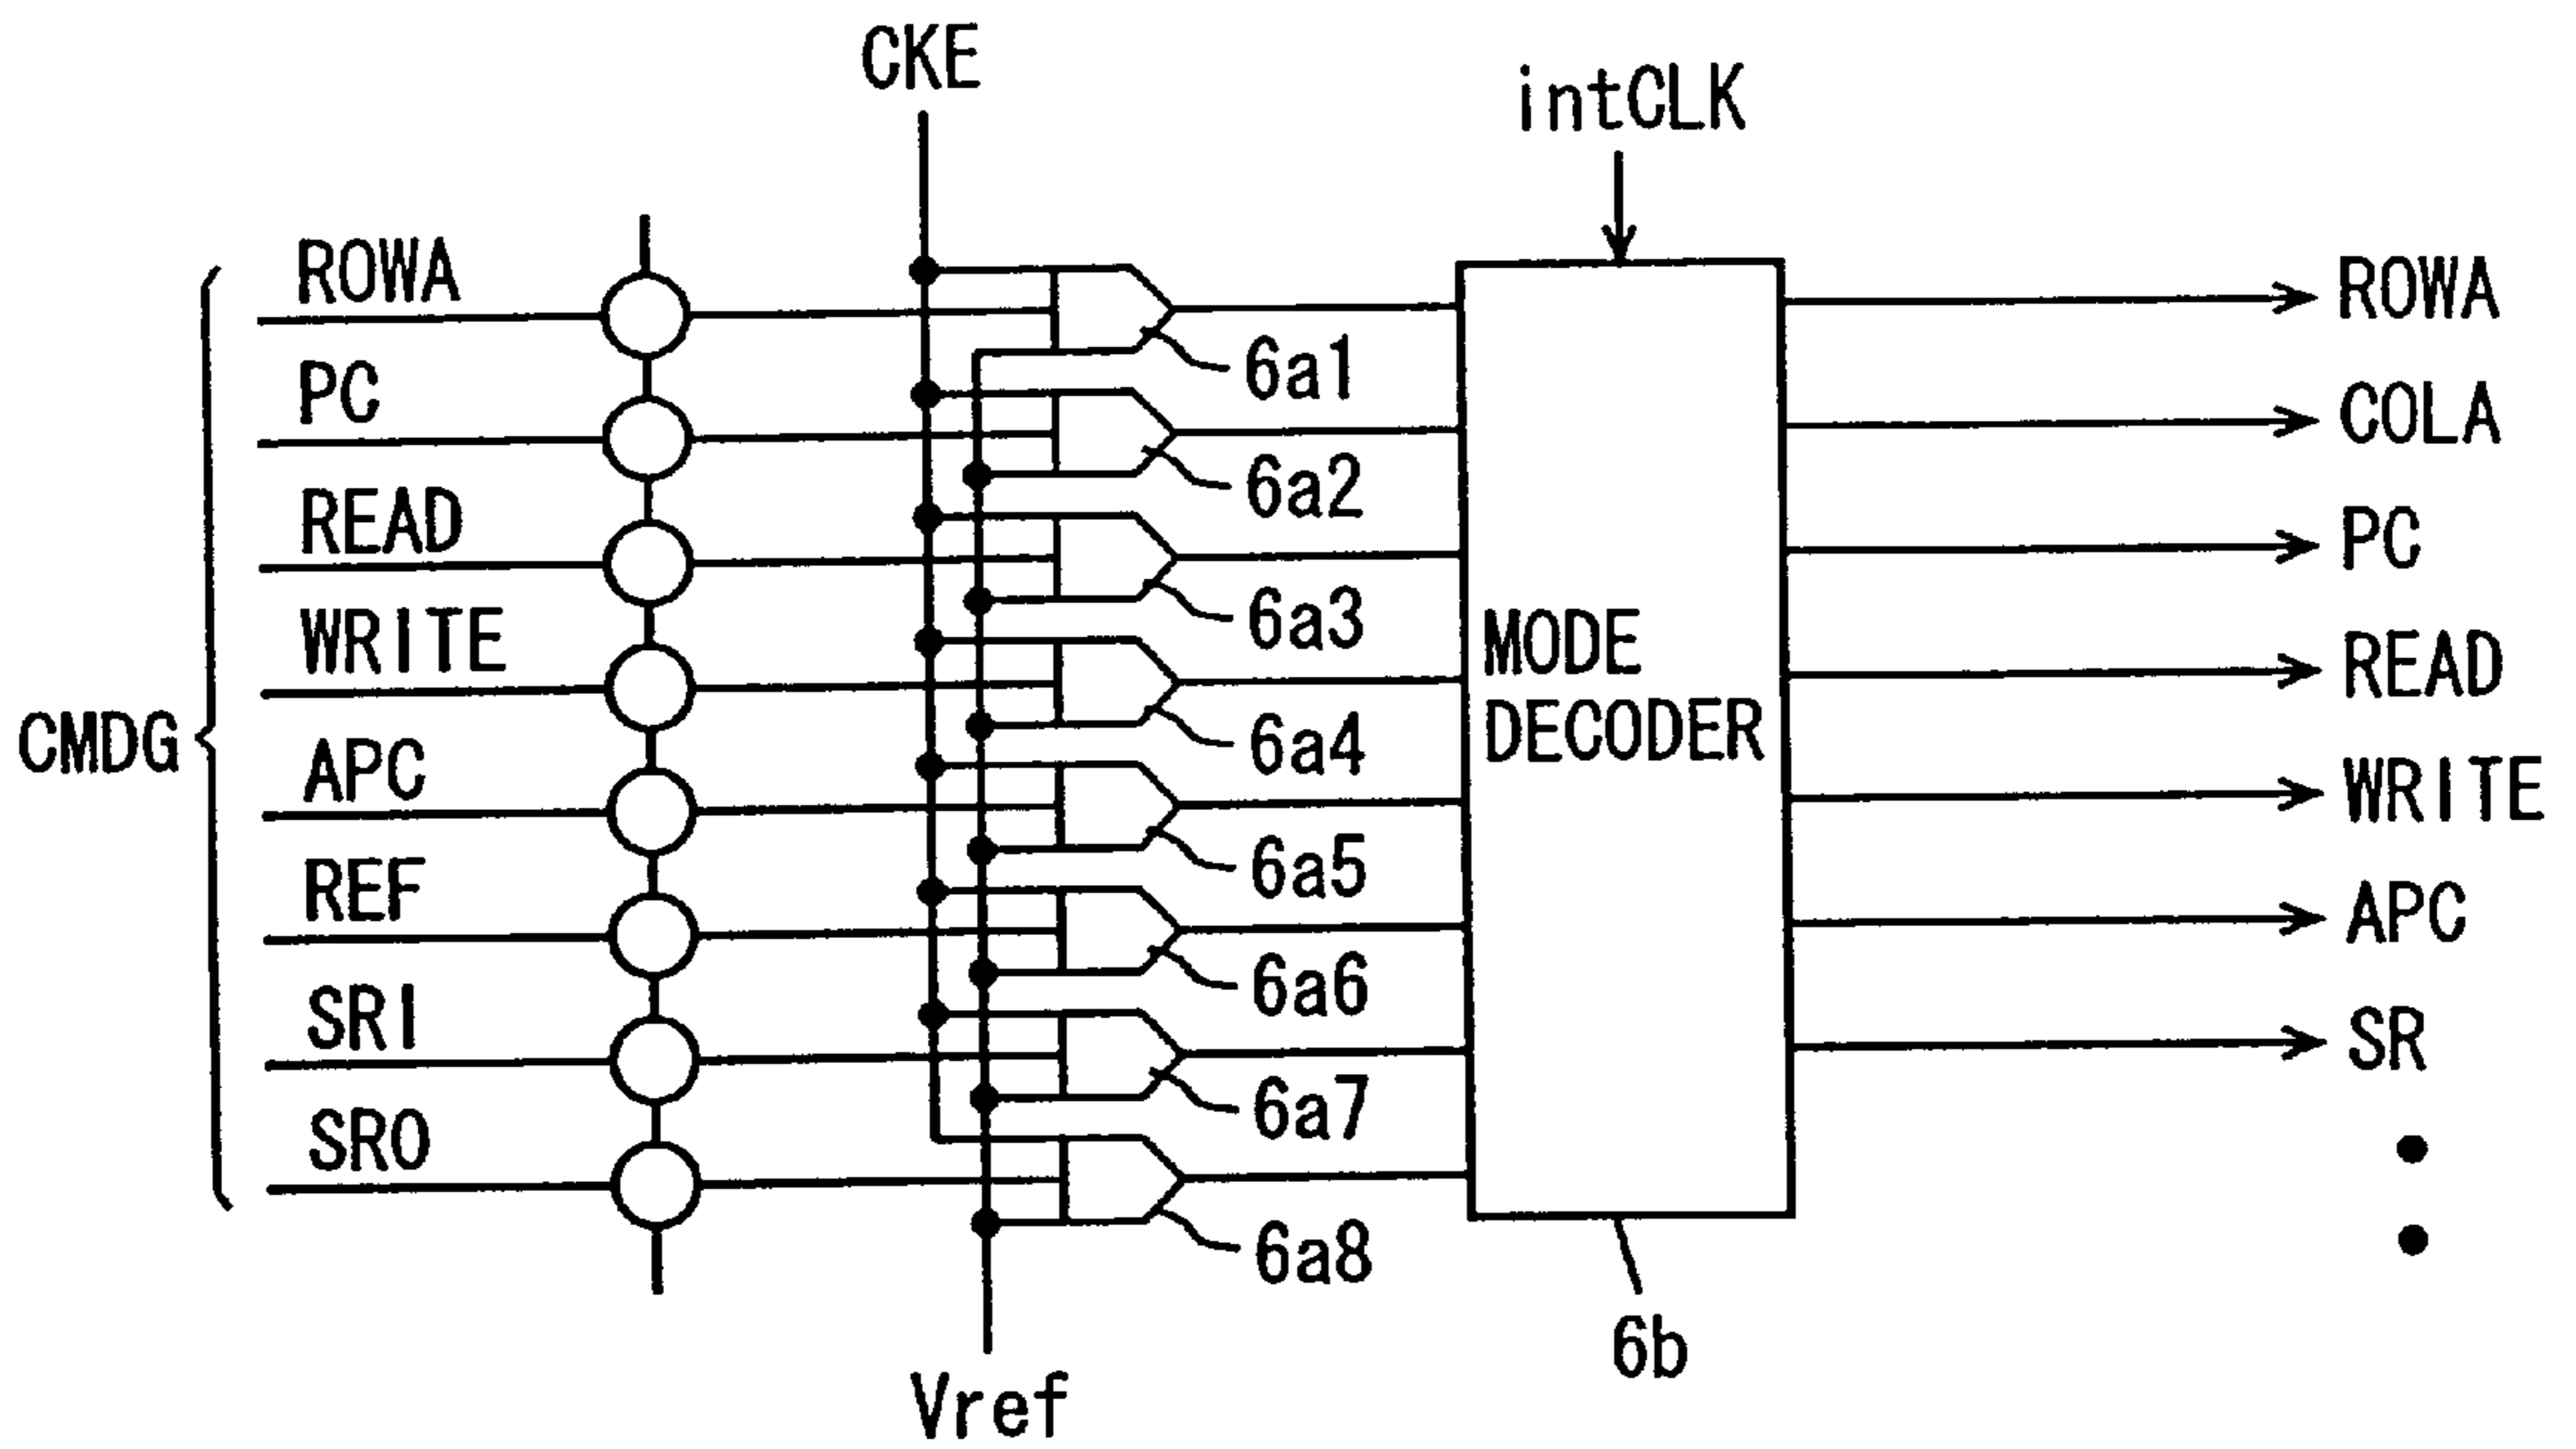 CKE
intCLK
CMDG
ROWA
PC
READ
WRITE
APC
REF
SRI
SRO
6a1
6a2
6a3
6a4
6a5
6a6
6a7
6a8
Vref
MODE
DECODER
6b
ROWA
COLA
PC
READ
WRITE
APC
SR